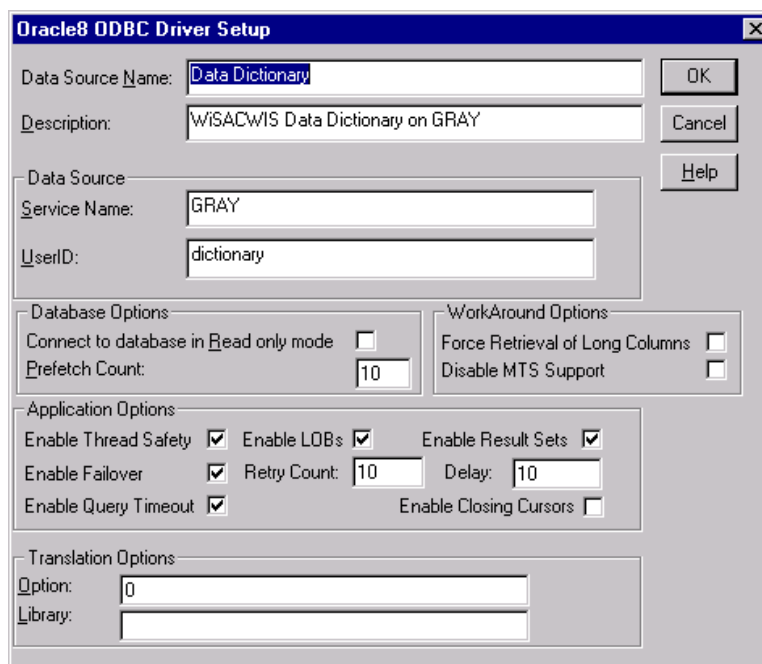 Oracle8 ODBC Driver Setup
Data Source Name: Data Dictionary OK
Description: WiSACWIS Data Dictionary on GRAY Cancel
Help
Data Source
Service Name: GRAY
UserID: dictionary
Database Options WorkAround Options
Connect to database in Read only mode Force Retrieval of Long Columns
Prefetch Count: 10 Disable MTS Support
Application Options
Enable Thread Safety Enable LOBs Enable Result Sets
Enable Failover Retry Count: 10 Delay: 10
Enable Query Timeout Enable Closing Cursors
Translation Options
Option: 0
Library: